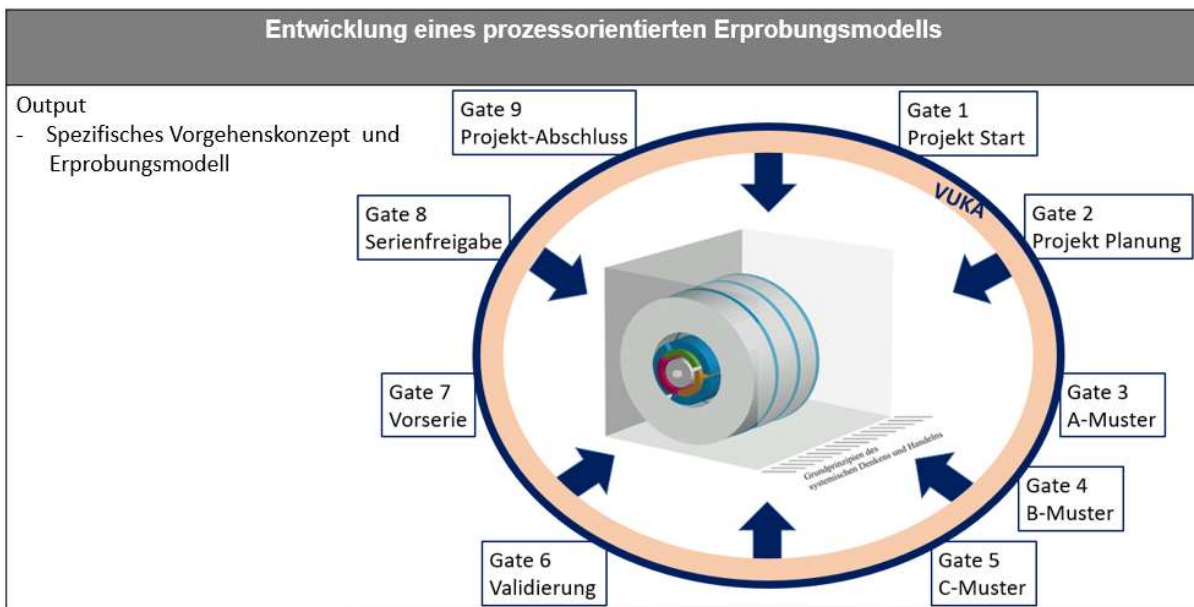 Entwicklung eines prozessorientierten Erprobungsmodells
Output
- Spezifisches Vorgehenskonzept und
Erprobungsmodell
Gate 9
Projekt-Abschluss
Gate 1
Projekt Start
VUKA
Gate 8
Serienfreigabe
Gate 2
Projekt Planung
Gate 7
Vorserie
Gate 3
A-Muster
Grundprinzipien des
systemischen Denkens und Handelns
Gate 4
B-Muster
Gate 6
Validierung
Gate 5
C-Muster